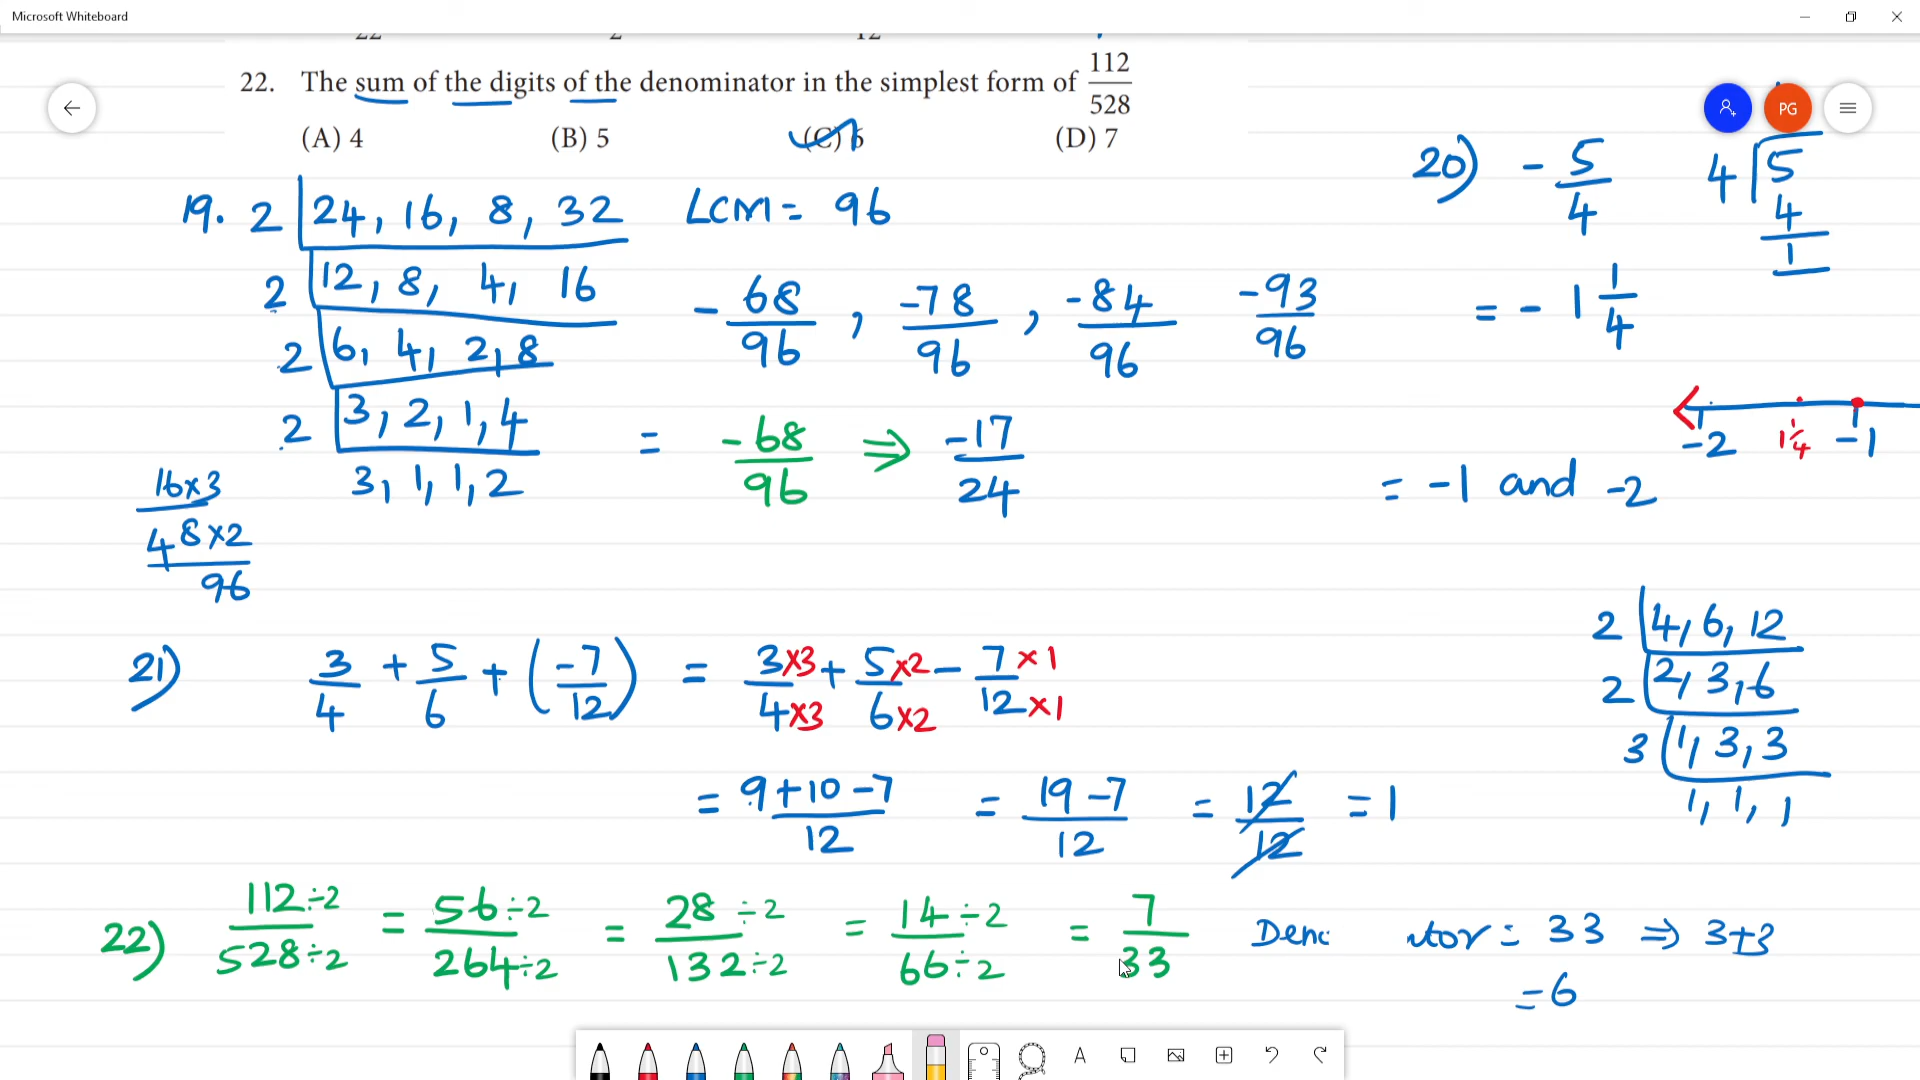 Microsoft Whiteboard
22. The sum of the digits of the denominator in the simplest form of 112/528
(A) 4 (B) 5 (C) 6 (D) 7
PG
19. 2 | 24, 16, 8, 32 LCM = 96
2 | 12, 8, 4, 16
2 | 6, 4, 2, 8
2 | 3, 2, 1, 4
3, 1, 1, 2
16x3
48x2
96
-68/96 , -78/96 , -84/96 -93/96
= -68/96 ⇒ -17/24
20) -5/4 4 ) 5
4
1
= -1 1/4
-2 1 1/4 -1
= -1 and -2
21) 3/4 + 5/6 + (-7/12) = 3x3/4x3 + 5x2/6x2 - 7x1/12x1
= 9+10-7/12 = 19-7/12 = 12/12 = 1
2 | 4, 6, 12
2 | 2, 3, 6
3 | 1, 3, 3
1, 1, 1
22) 112÷2/528÷2 = 56÷2/264÷2 = 28÷2/132÷2 = 14÷2/66÷2 = 7/33 Deno tor = 33 ⇒ 3+3
= 6
A